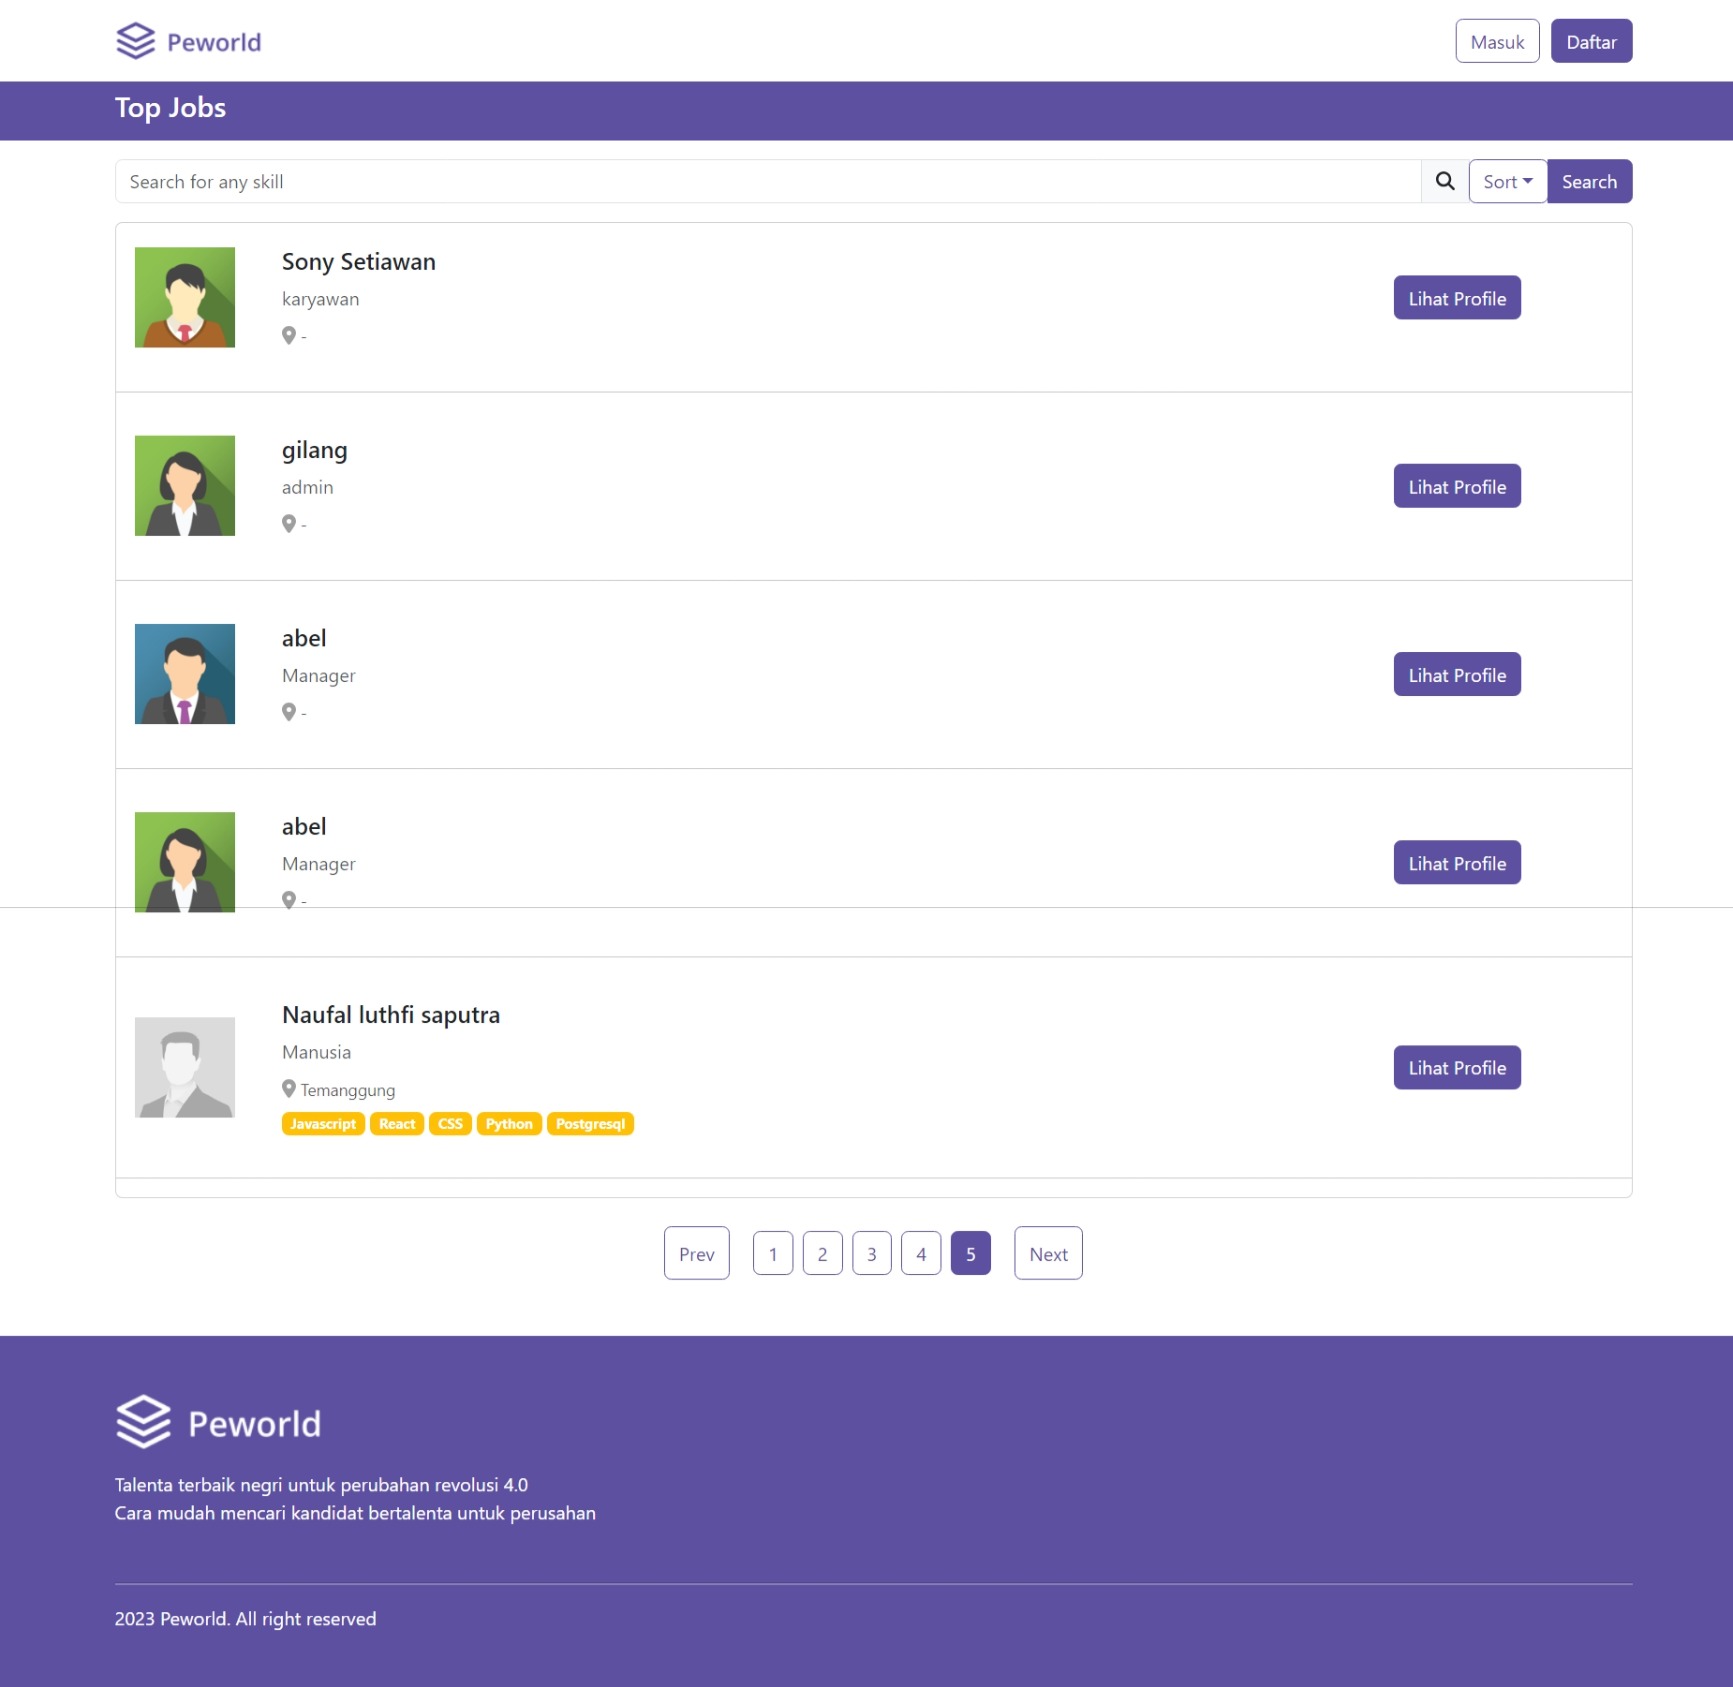 Peworld
Masuk Daftar
Top Jobs
Search for any skill Sort Search
Sony Setiawan
karyawan
-
Lihat Profile
gilang
admin
-
Lihat Profile
abel
Manager
-
Lihat Profile
abel
Manager
-
Lihat Profile
Naufal luthfi saputra
Manusia
Temanggung
Javascript React CSS Python Postgresql
Lihat Profile
Prev 1 2 3 4 5 Next
Peworld
Talenta terbaik negri untuk perubahan revolusi 4.0
Cara mudah mencari kandidat bertalenta untuk perusahan
2023 Peworld. All right reserved